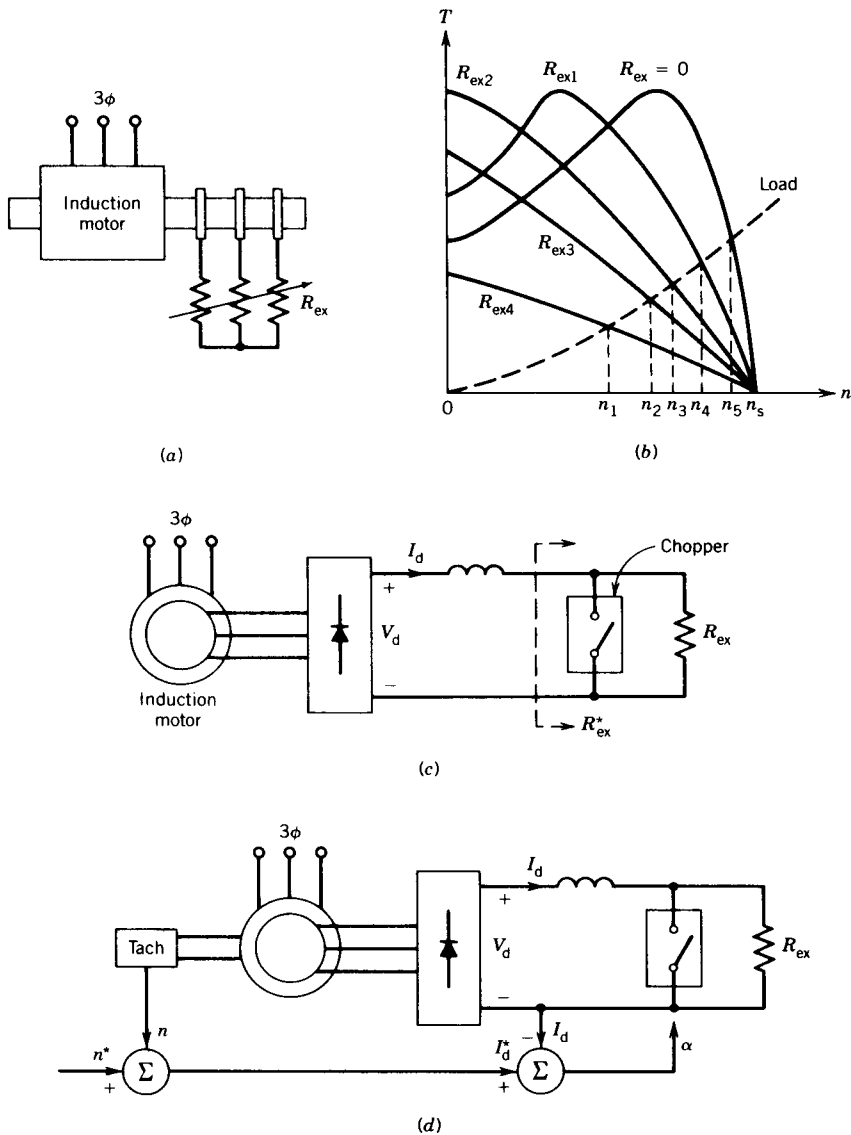 3ϕ
Induction
motor
R_ex
(a)
T
R_ex2
R_ex1
R_ex = 0
Load
R_ex3
R_ex4
0
n_1
n_2
n_3
n_4
n_5
n_s
n
(b)
3ϕ
I_d
Chopper
+
V_d
−
R_ex
Induction
motor
R*_ex
(c)
3ϕ
I_d
+
Tach
V_d
R_ex
−
n
− I_d
α
n*
+
Σ
I*_d
+
Σ
(d)